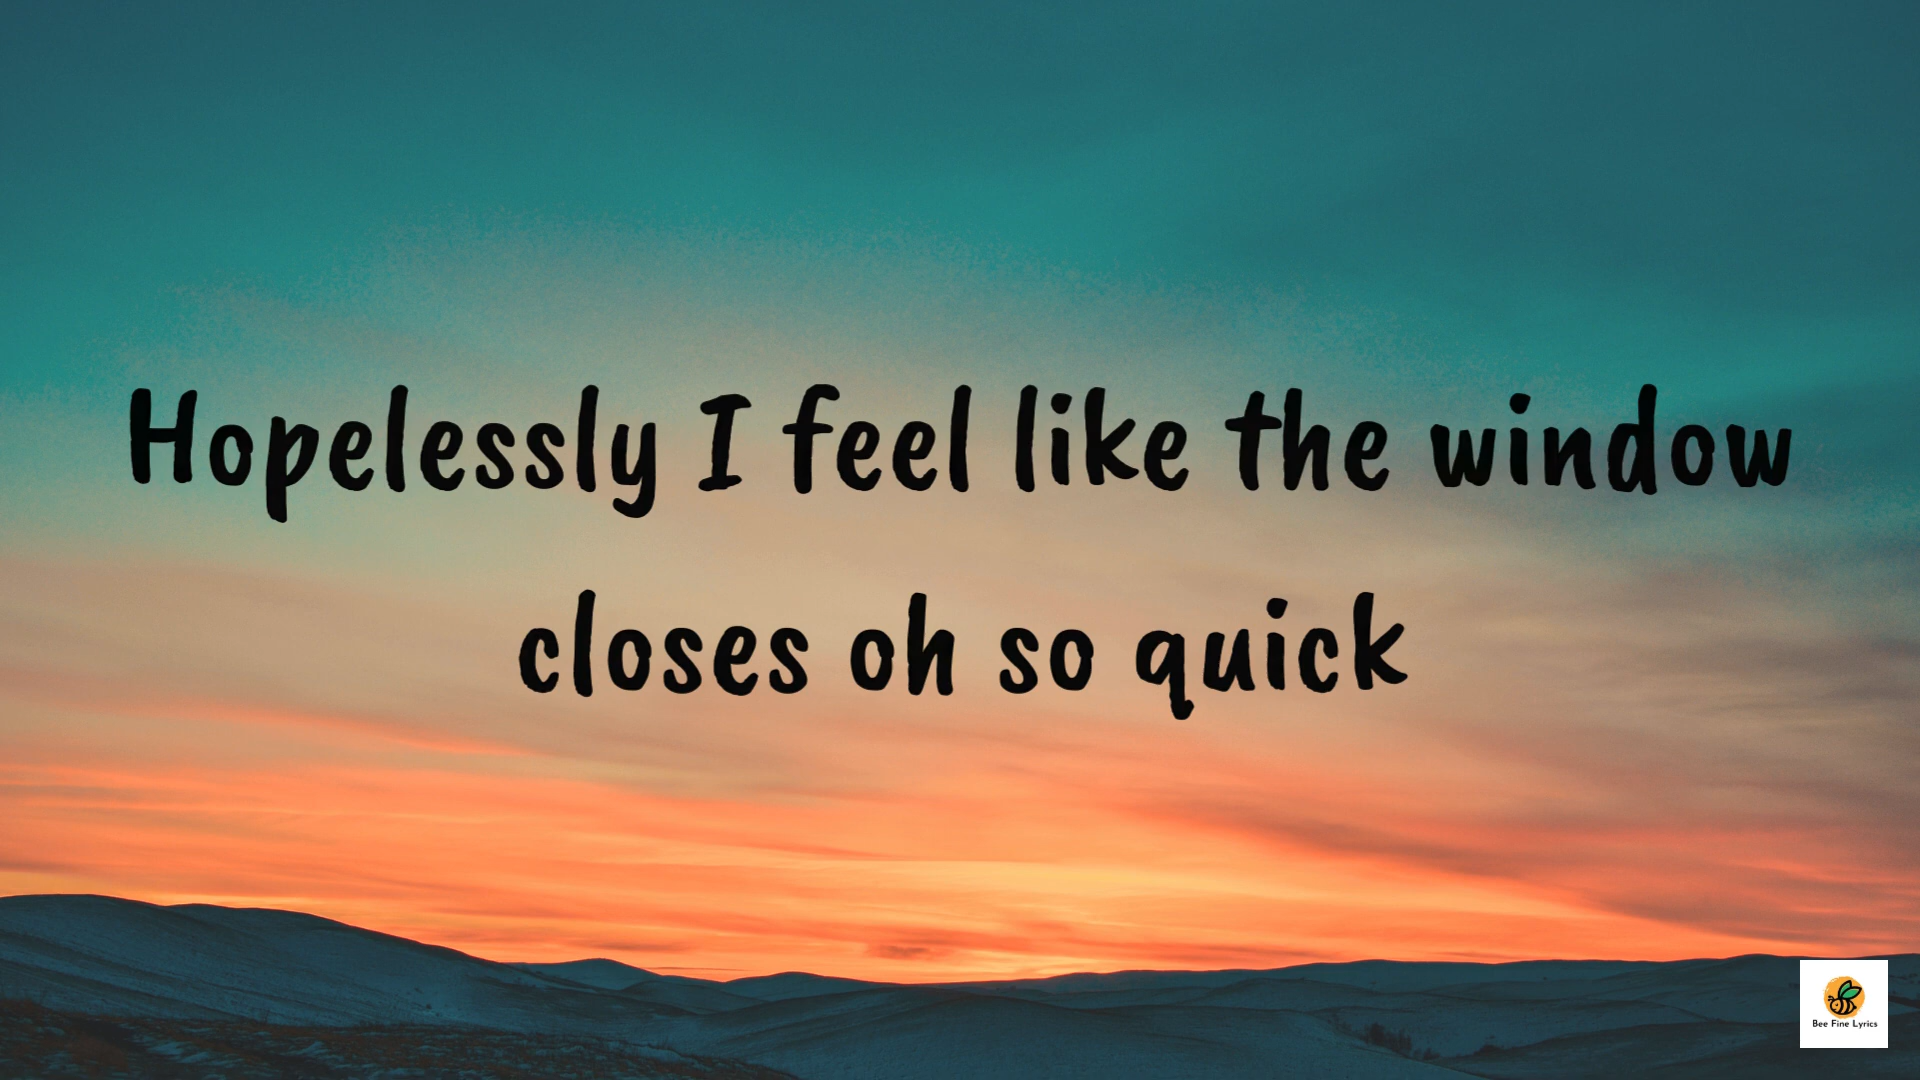 Hopelessly I feel like the window
closes oh so quick
Bee Fine Lyrics